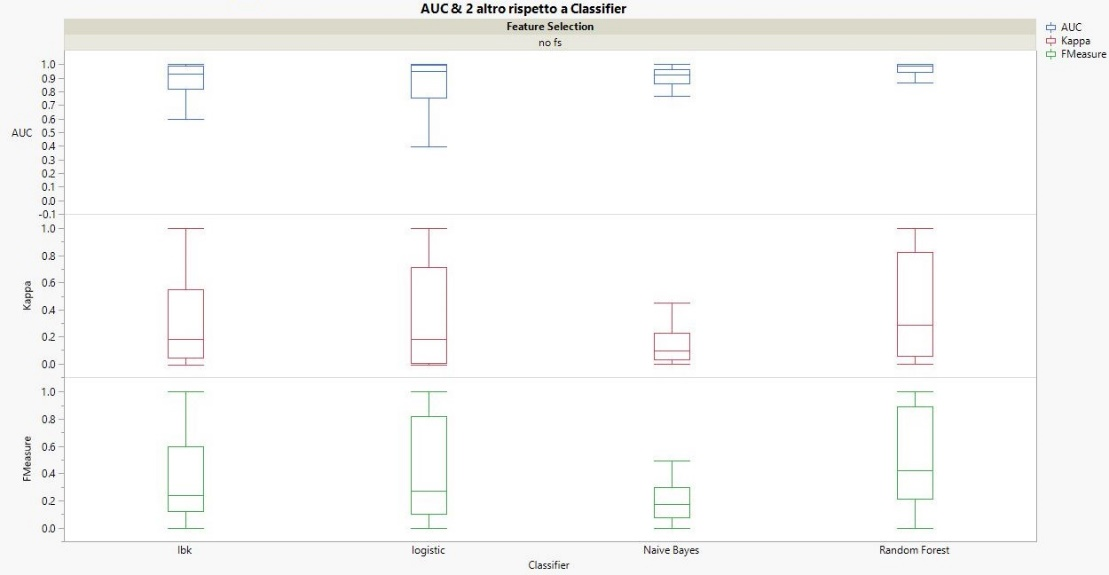 AUC & 2 altro rispetto a Classifier
Feature Selection
no fs
AUC
Kappa
FMeasure
AUC
1.0
0.9
0.8
0.7
0.6
0.5
0.4
0.3
0.2
0.1
0.0
-0.1
Kappa
1.0
0.8
0.6
0.4
0.2
0.0
FMeasure
1.0
0.8
0.6
0.4
0.2
0.0
Ibk logistic Naive Bayes Random Forest
Classifier